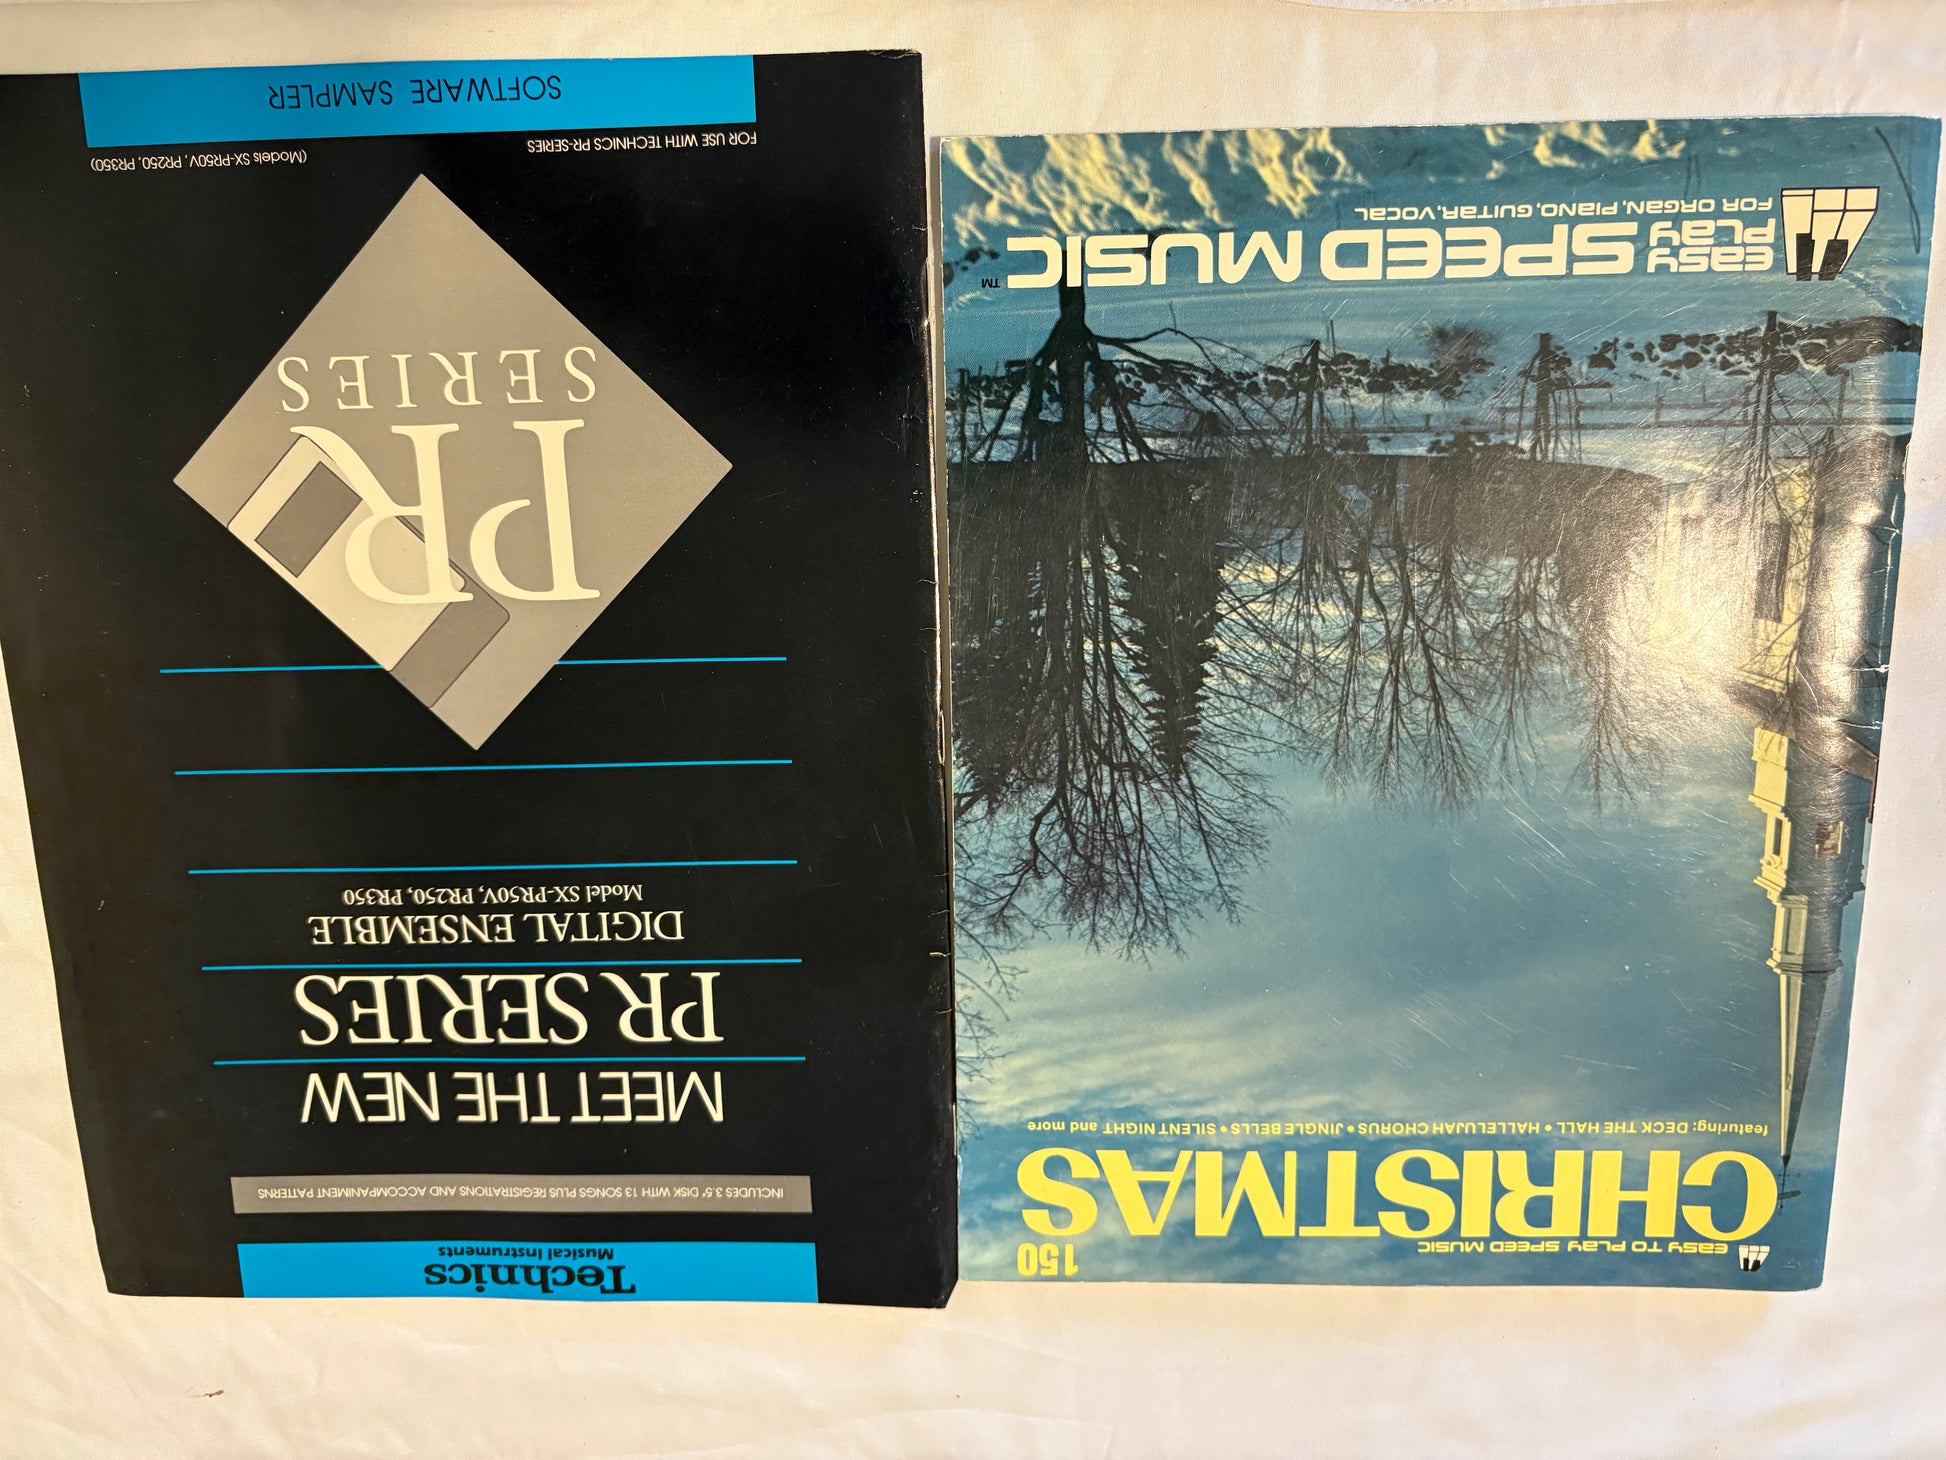 Technics
Musical Instruments
INCLUDES 3.5" DISK WITH 13 SONGS PLUS REGISTRATIONS AND ACCOMPANIMENT PATTERNS
MEET THE NEW
PR SERIES
DIGITAL ENSEMBLE
Model SX-PR50V, PR250, PR350
PR
SERIES
FOR USE WITH TECHNICS PR-SERIES
(Models SX-PR50V, PR250, PR350)
SOFTWARE SAMPLER
EASY TO PLAY SPEED MUSIC
150
CHRISTMAS
featuring: DECK THE HALL • HALLELUJAH CHORUS • JINGLE BELLS • SILENT NIGHT and more
EASY PLAY SPEED MUSIC™
FOR ORGAN, PIANO, GUITAR, VOCAL